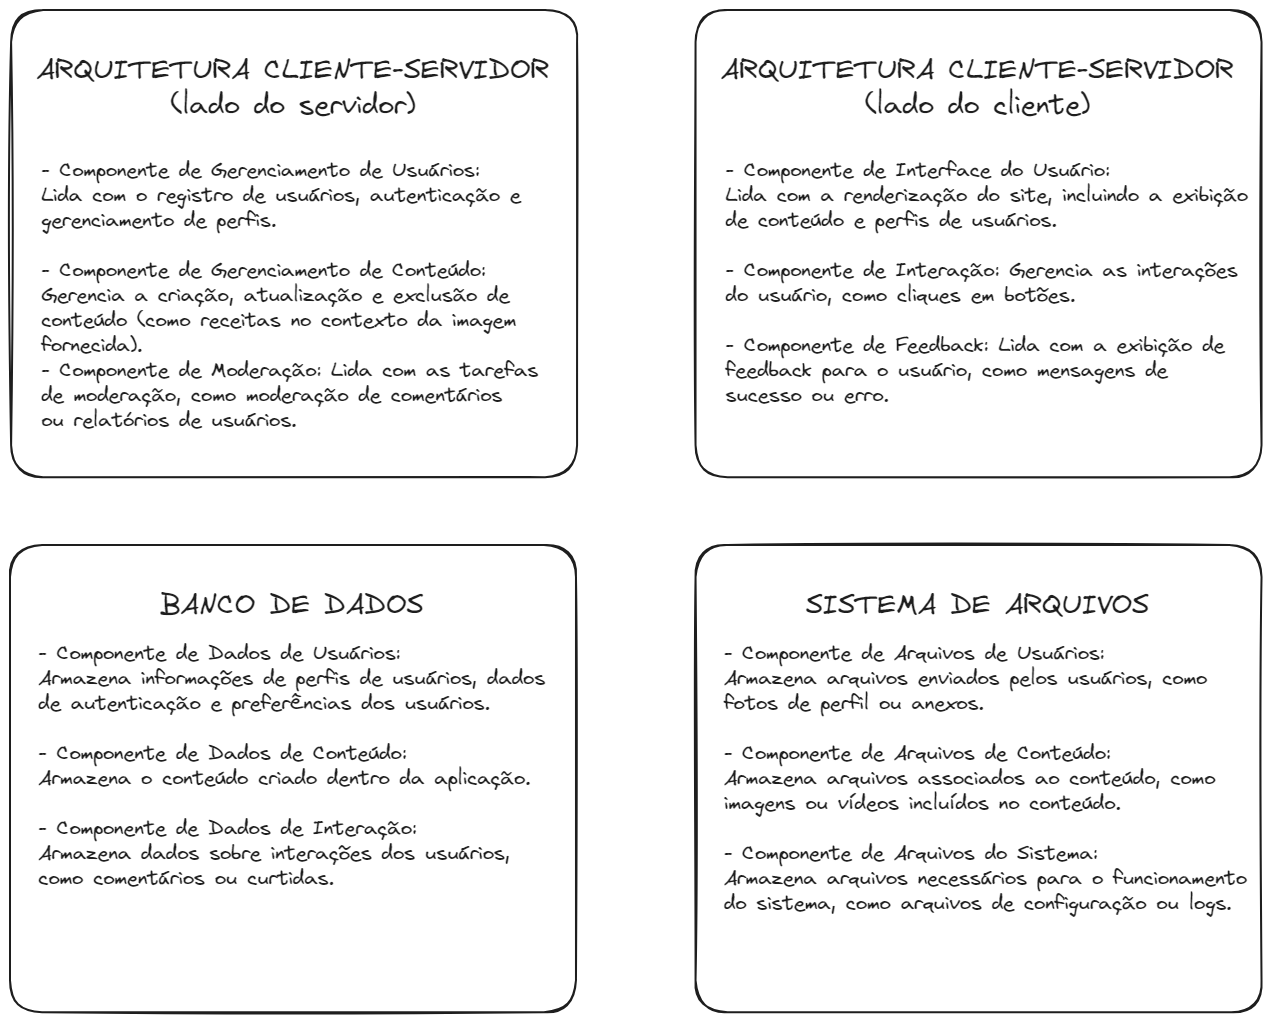 ARQUITETURA CLIENTE-SERVIDOR
(lado do servidor)
- Componente de Gerenciamento de Usuários:
Lida com o registro de usuários, autenticação e
gerenciamento de perfis.
- Componente de Gerenciamento de Conteúdo:
Gerencia a criação, atualização e exclusão de
conteúdo (como receitas no contexto da imagem
fornecida).
- Componente de Moderação: Lida com as tarefas
de moderação, como moderação de comentários
ou relatórios de usuários.
ARQUITETURA CLIENTE-SERVIDOR
(lado do cliente)
- Componente de Interface do Usuário:
Lida com a renderização do site, incluindo a exibição
de conteúdo e perfis de usuários.
- Componente de Interação: Gerencia as interações
do usuário, como cliques em botões.
- Componente de Feedback: Lida com a exibição de
feedback para o usuário, como mensagens de
sucesso ou erro.
BANCO DE DADOS
- Componente de Dados de Usuários:
Armazena informações de perfis de usuários, dados
de autenticação e preferências dos usuários.
- Componente de Dados de Conteúdo:
Armazena o conteúdo criado dentro da aplicação.
- Componente de Dados de Interação:
Armazena dados sobre interações dos usuários,
como comentários ou curtidas.
SISTEMA DE ARQUIVOS
- Componente de Arquivos de Usuários:
Armazena arquivos enviados pelos usuários, como
fotos de perfil ou anexos.
- Componente de Arquivos de Conteúdo:
Armazena arquivos associados ao conteúdo, como
imagens ou vídeos incluídos no conteúdo.
- Componente de Arquivos do Sistema:
Armazena arquivos necessários para o funcionamento
do sistema, como arquivos de configuração ou logs.